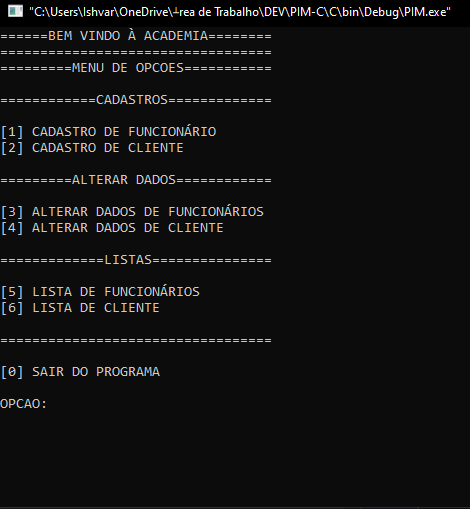 "C:\Users\Ishvar\OneDrive\┴rea de Trabalho\DEV\PIM-C\C\bin\Debug\PIM.exe"
======BEM VINDO À ACADEMIA========
==================================
=========MENU DE OPCOES===========
============CADASTROS=============
[1] CADASTRO DE FUNCIONÁRIO
[2] CADASTRO DE CLIENTE
=========ALTERAR DADOS============
[3] ALTERAR DADOS DE FUNCIONÁRIOS
[4] ALTERAR DADOS DE CLIENTE
=============LISTAS===============
[5] LISTA DE FUNCIONÁRIOS
[6] LISTA DE CLIENTE
==================================
[0] SAIR DO PROGRAMA
OPCAO: